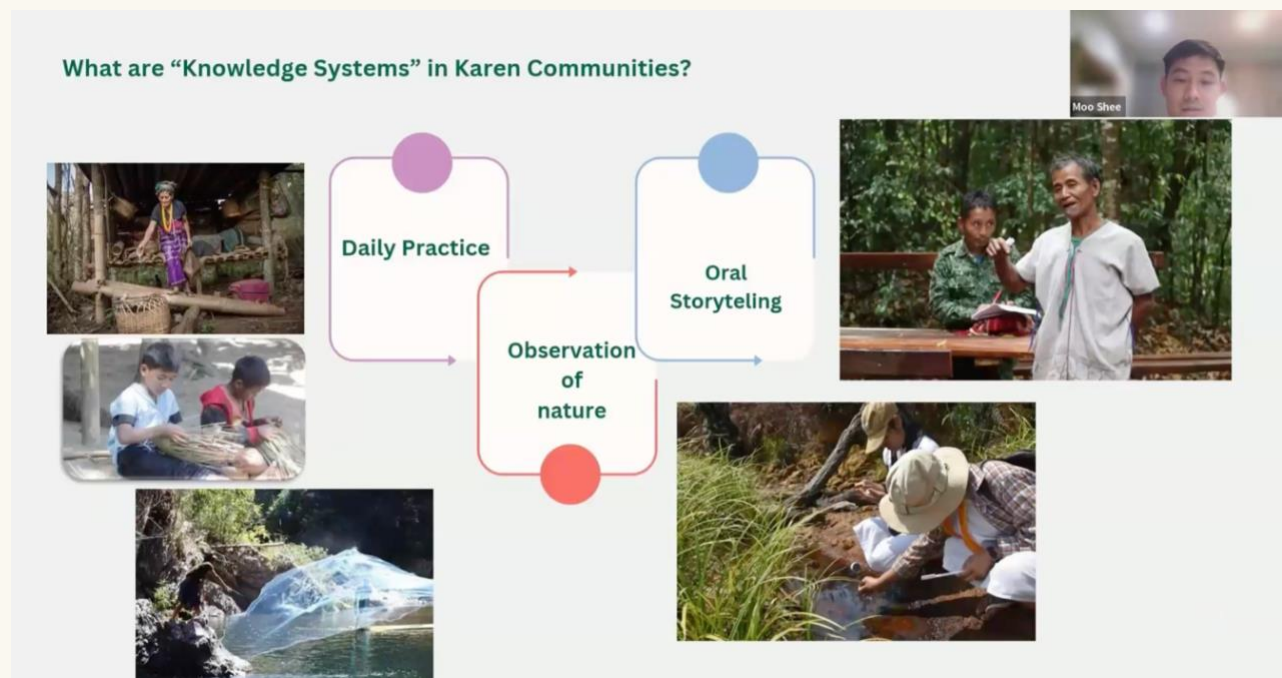 What are “Knowledge Systems” in Karen Communities?
Moo Shee
Daily Practice
Oral
Storyteling
Observation
of
nature